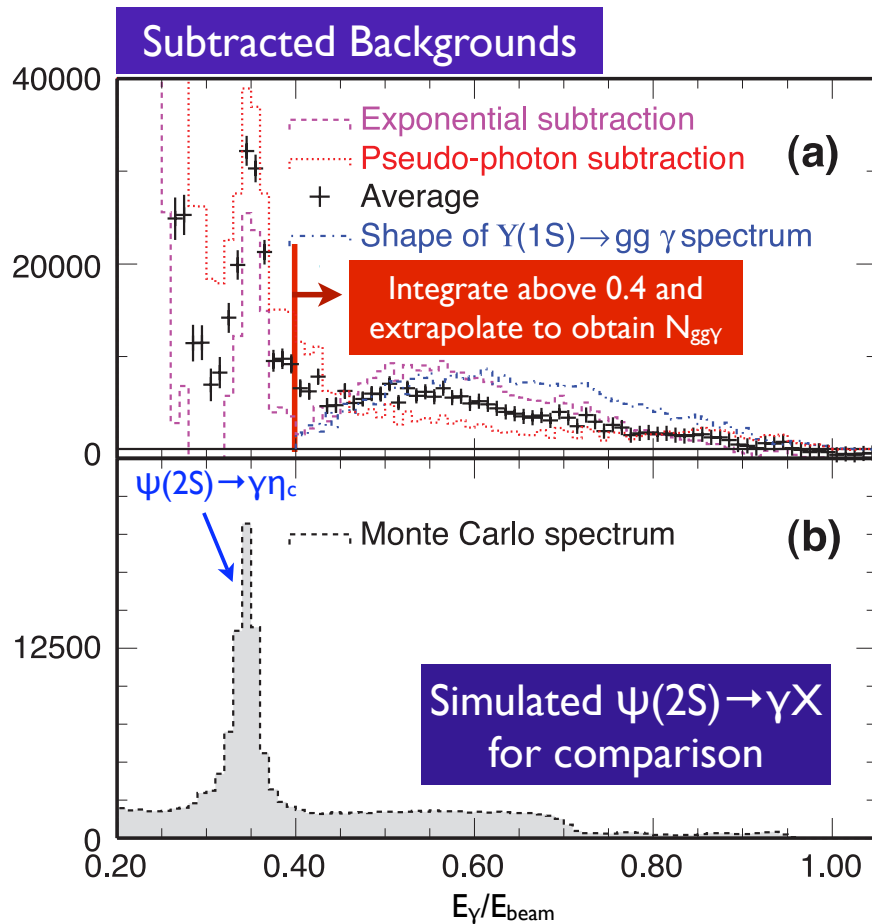 Subtracted Backgrounds
40000
Exponential subtraction
(a)
Pseudo-photon subtraction
Average
Shape of ϒ(1S)→gg γ spectrum
20000
Integrate above 0.4 and
extrapolate to obtain Nggγ
0
ψ(2S)→γηc
Monte Carlo spectrum
(b)
12500
Simulated ψ(2S)→γX
for comparison
0
0.20 0.40 0.60 0.80 1.00
Eγ/Ebeam